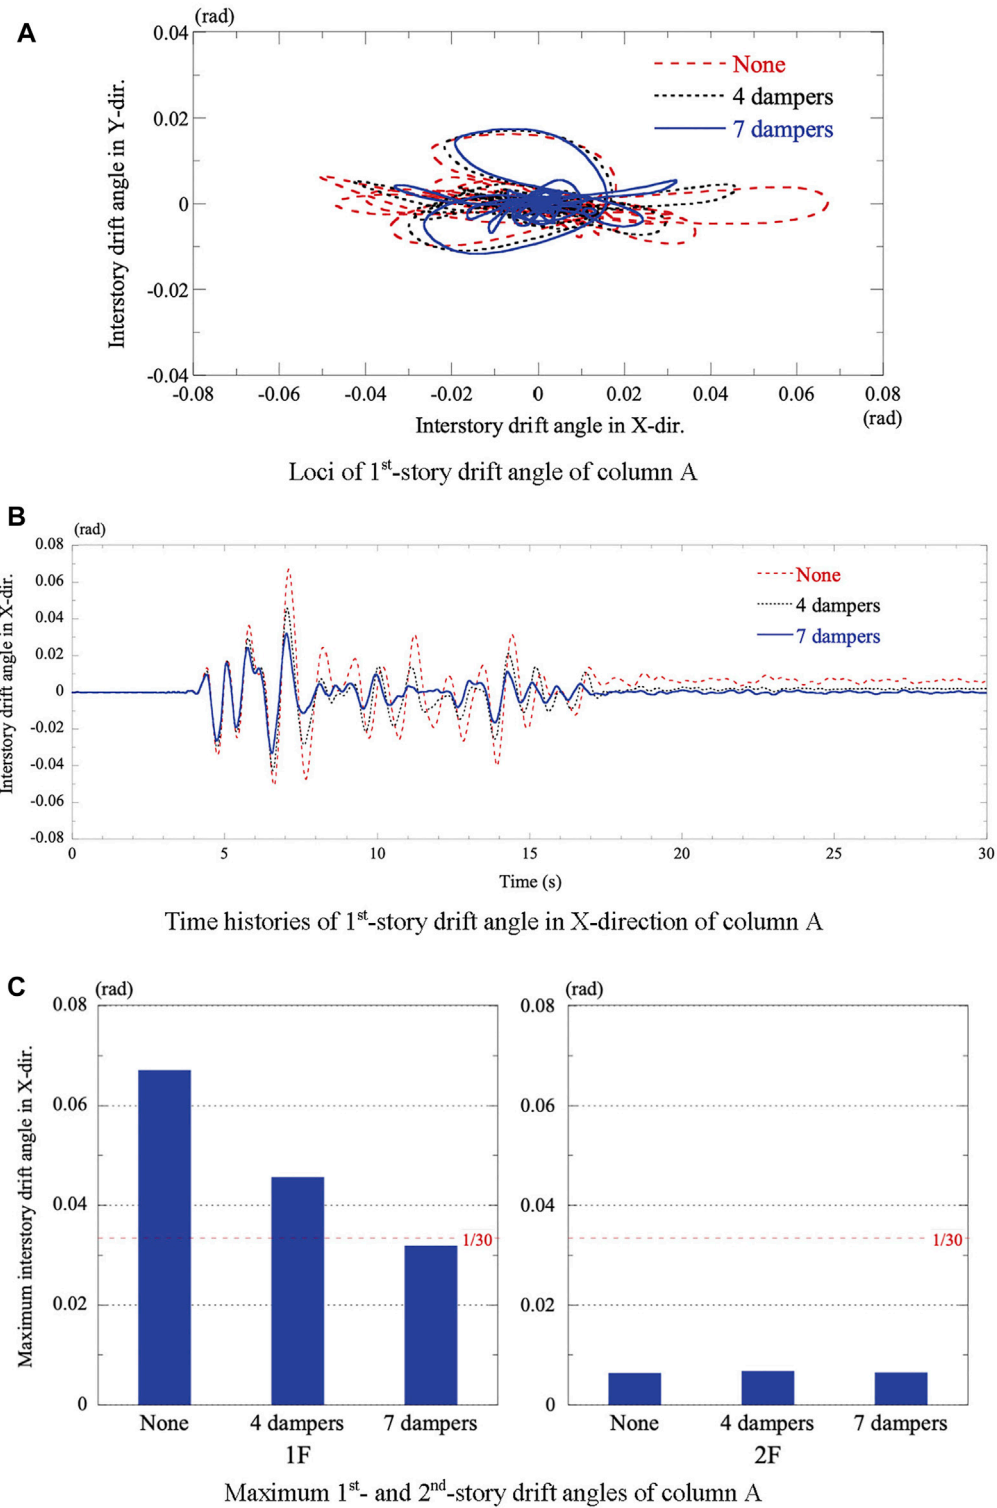 A
(rad)
0.04
0.02
0
-0.02
-0.04
Interstory drift angle in Y-dir.
None
4 dampers
7 dampers
-0.08 -0.06 -0.04 -0.02 0 0.02 0.04 0.06 0.08
Interstory drift angle in X-dir.
(rad)
Loci of 1st-story drift angle of column A
B
(rad)
0.08
0.06
0.04
0.02
0
-0.02
-0.04
-0.06
-0.08
Interstory drift angle in X-dir.
None
4 dampers
7 dampers
0 5 10 15 20 25 30
Time (s)
Time histories of 1st-story drift angle in X-direction of column A
C
(rad)
0.08
0.06
0.04
0.02
0
Maximum interstory drift angle in X-dir.
1/30
None 4 dampers 7 dampers
1F
(rad)
0.08
0.06
0.04
0.02
0
1/30
None 4 dampers 7 dampers
2F
Maximum 1st- and 2nd-story drift angles of column A